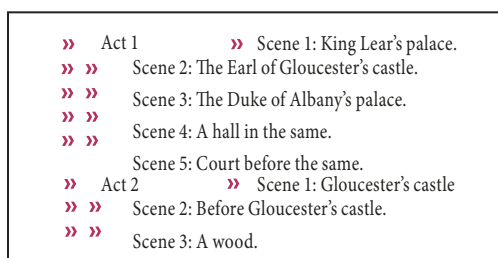 » Act 1 » Scene 1: King Lear's palace.
» » Scene 2: The Earl of Gloucester's castle.
» » Scene 3: The Duke of Albany's palace.
» » Scene 4: A hall in the same.
» » Scene 5: Court before the same.
» Act 2 » Scene 1: Gloucester's castle
» » Scene 2: Before Gloucester's castle.
» » Scene 3: A wood.